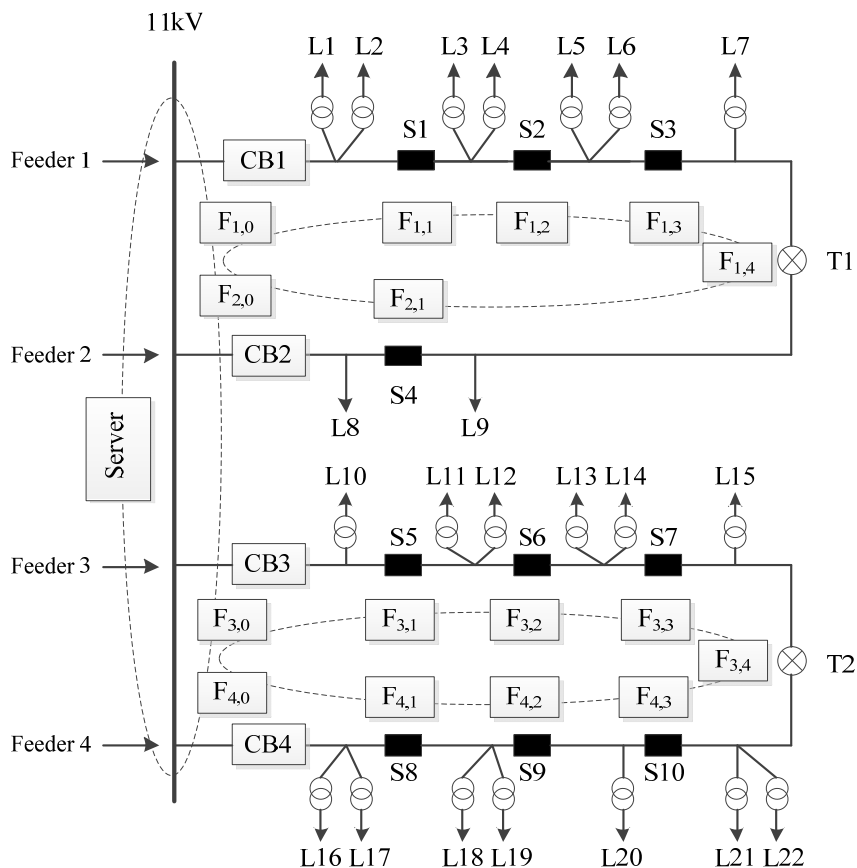 11kV
L1 L2 L3 L4 L5 L6 L7
S1 S2 S3
Feeder 1 CB1
F1,0 F1,1 F1,2 F1,3
F1,4 T1
F2,0 F2,1
Feeder 2 CB2
S4
L8 L9
Server
L10 L11 L12 L13 L14 L15
S5 S6 S7
Feeder 3 CB3
F3,0 F3,1 F3,2 F3,3
F3,4 T2
F4,0 F4,1 F4,2 F4,3
Feeder 4 CB4
S8 S9 S10
L16 L17 L18 L19 L20 L21 L22